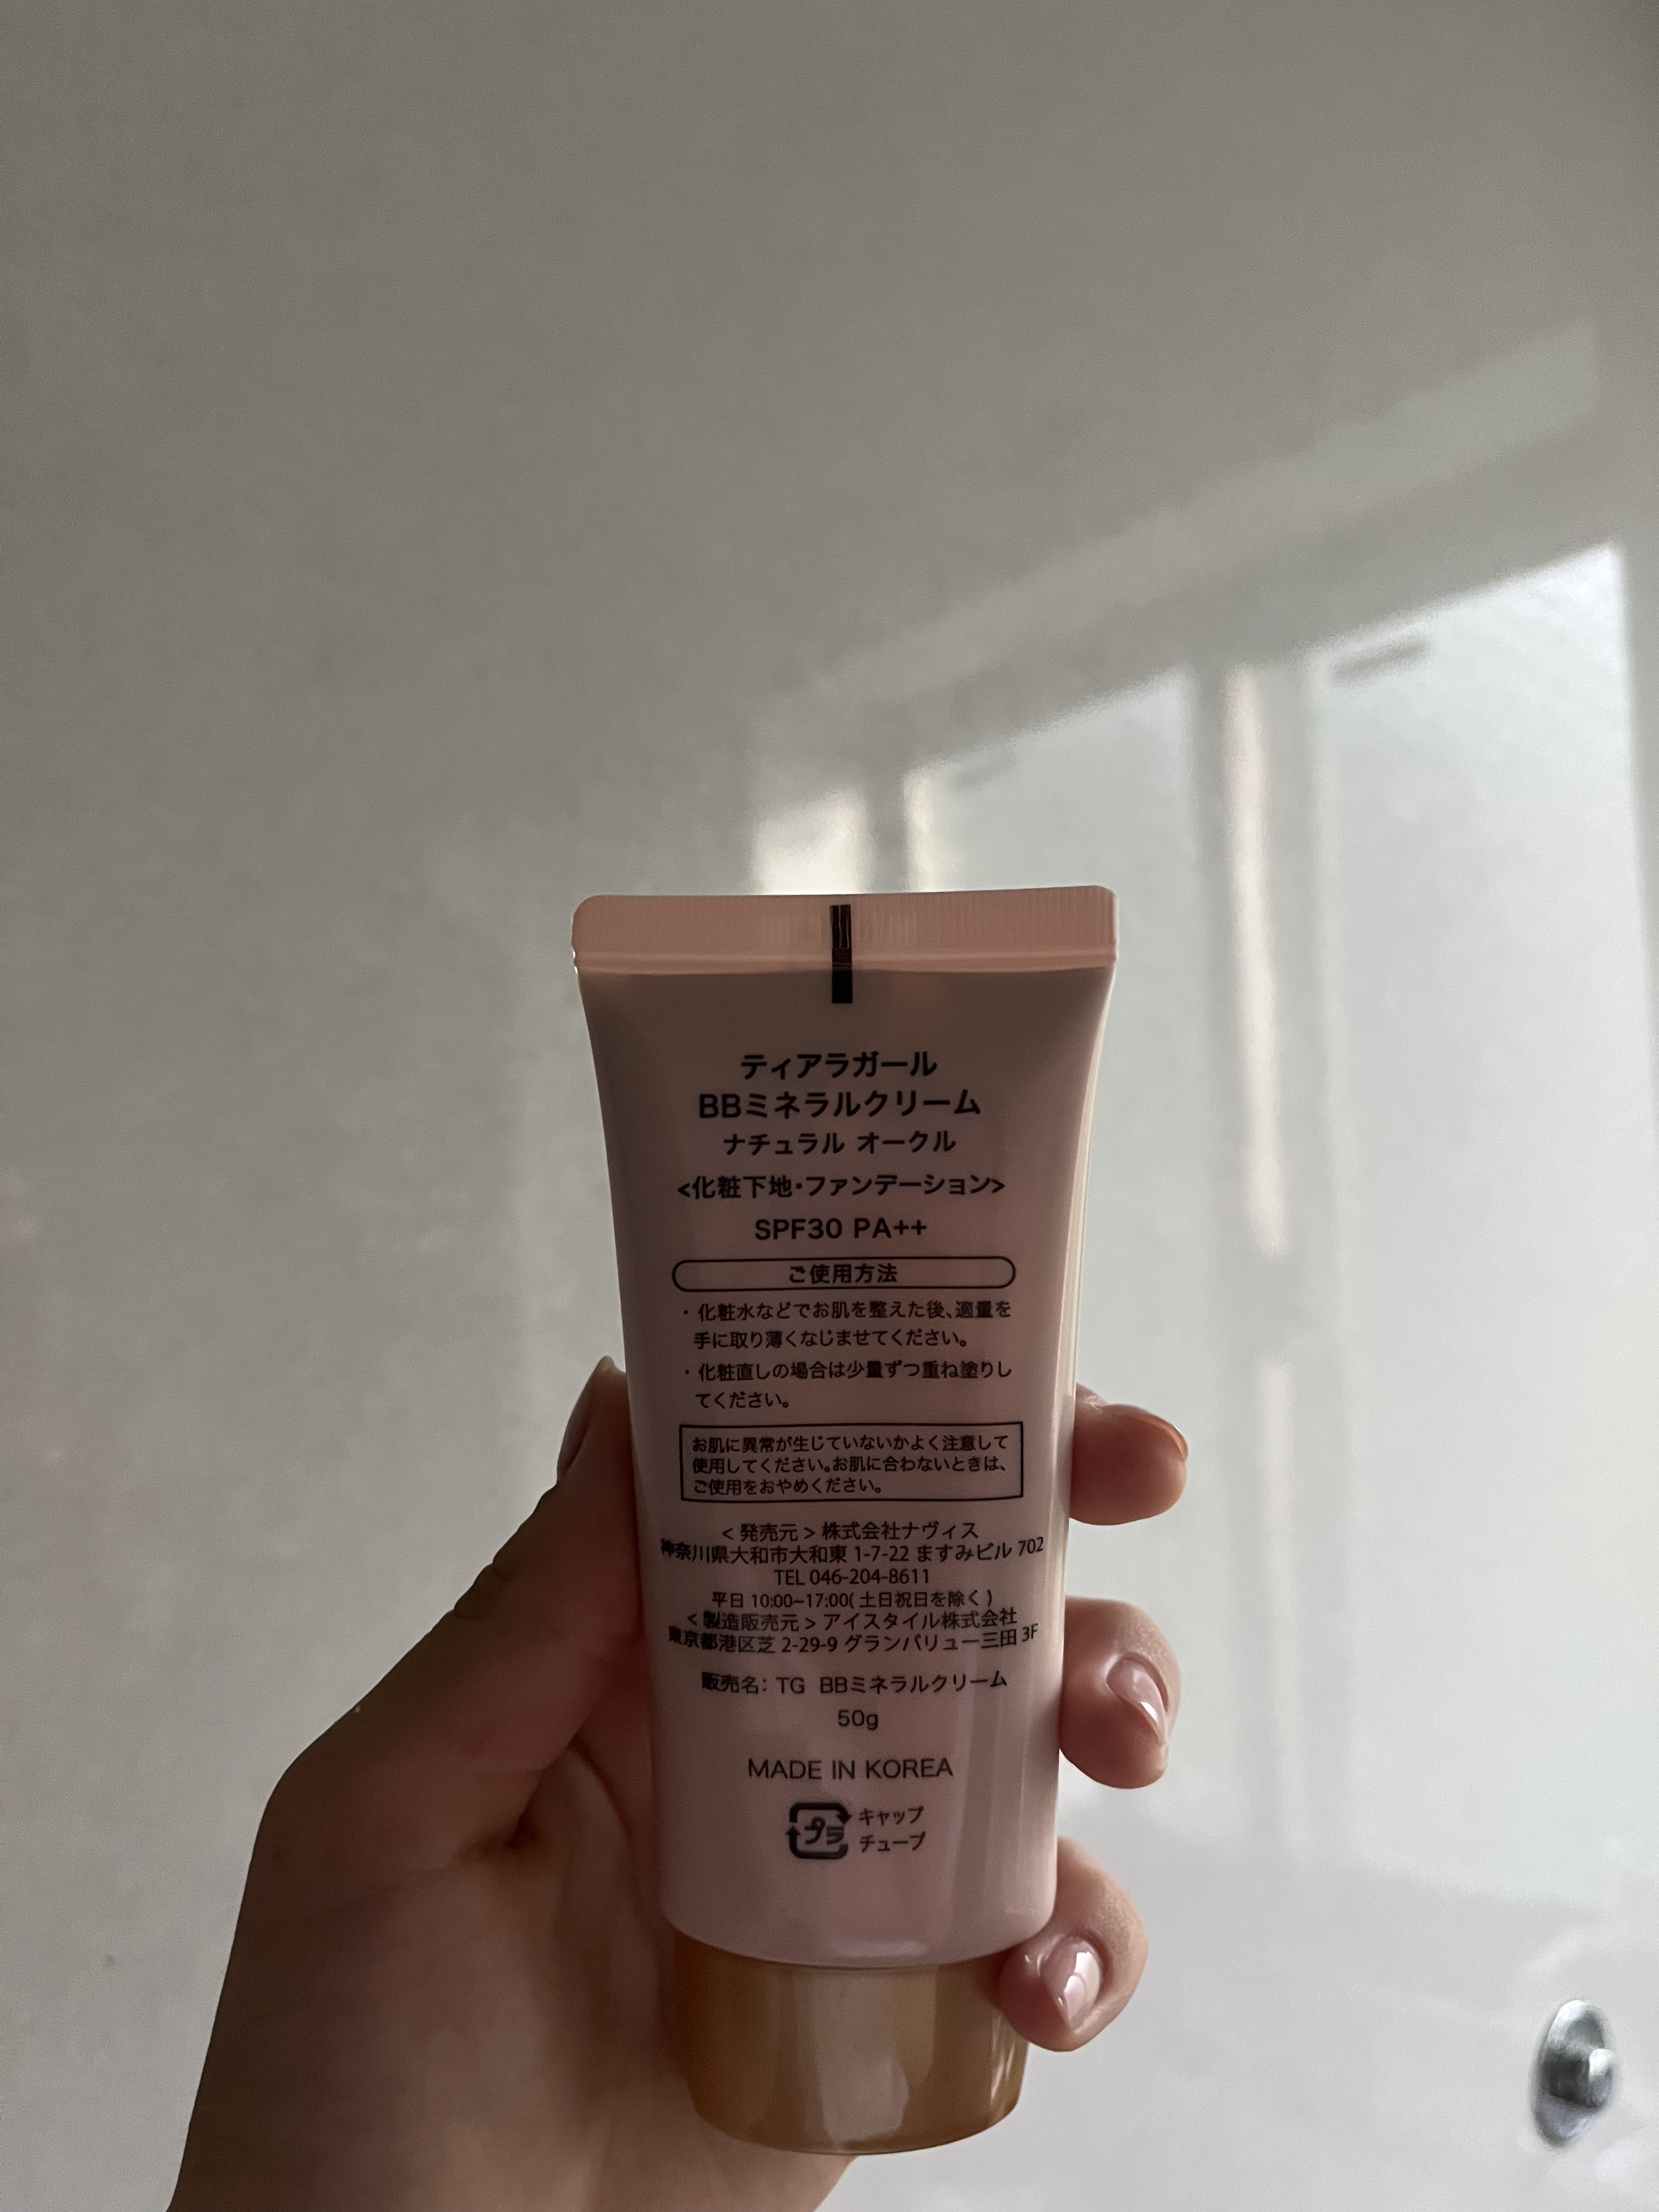 ティアラガール
BBミネラルクリーム
ナチュラル オークル
<化粧下地・ファンデーション>
SPF30 PA++
ご使用方法
・化粧水などでお肌を整えた後、適量を
手に取り薄くなじませてください。
・化粧直しの場合は少量ずつ重ね塗りし
てください。
お肌に異常が生じていないかよく注意して
使用してください。お肌に合わないときは、
ご使用をおやめください。
< 発売元 > 株式会社ナヴィス
神奈川県大和市大和東 1-7-22 ますみビル 702
TEL 046-204-8611
平日 10:00~17:00( 土日祝日を除く )
< 製造販売元 > アイスタイル株式会社
東京都港区芝 2-29-9 グランバリュー三田 3F
販売名: TG BBミネラルクリーム
50g
MADE IN KOREA
プラ キャップ
チューブ